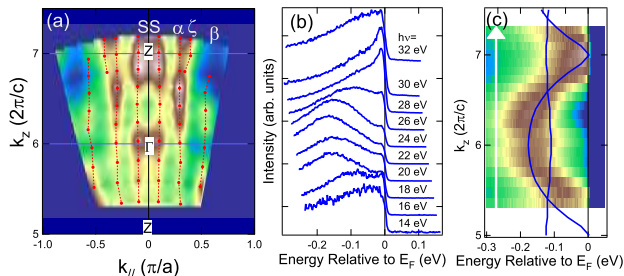 (a)
SS α ζ β
Z
Γ
Z
7
6
5
k_z (2π/c)
-1.0 -0.5 0.0 0.5 1.0
k_// (π/a)
(b)
hν=
32 eV
30 eV
28 eV
26 eV
24 eV
22 eV
20 eV
18 eV
16 eV
14 eV
Intensity (arb. units)
-0.2 -0.1 0 0.1
Energy Relative to E_F (eV)
(c)
7
6
5
k_z (2π/c)
-0.3 -0.2 -0.1 0
Energy Relative to E_F (eV)